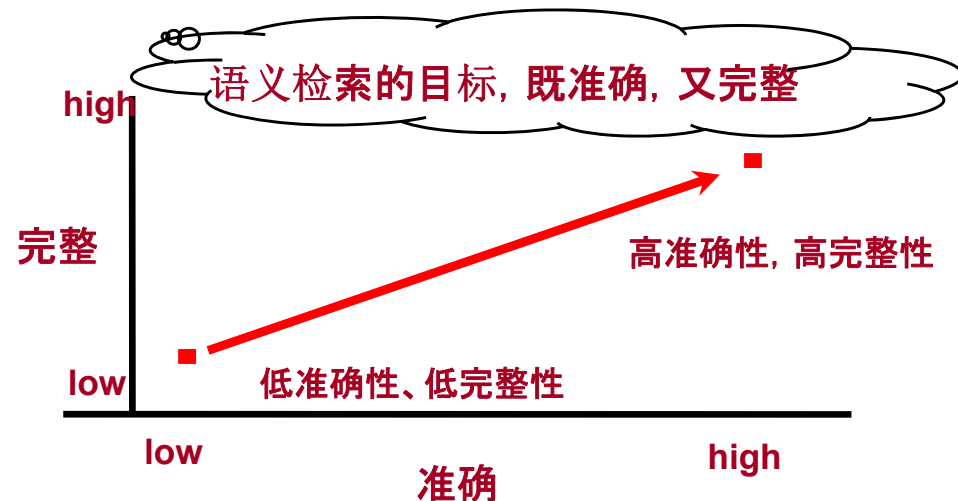 语义检索的目标, 既准确, 又完整
high
完整
高准确性, 高完整性
low
低准确性、低完整性
low
high
准确